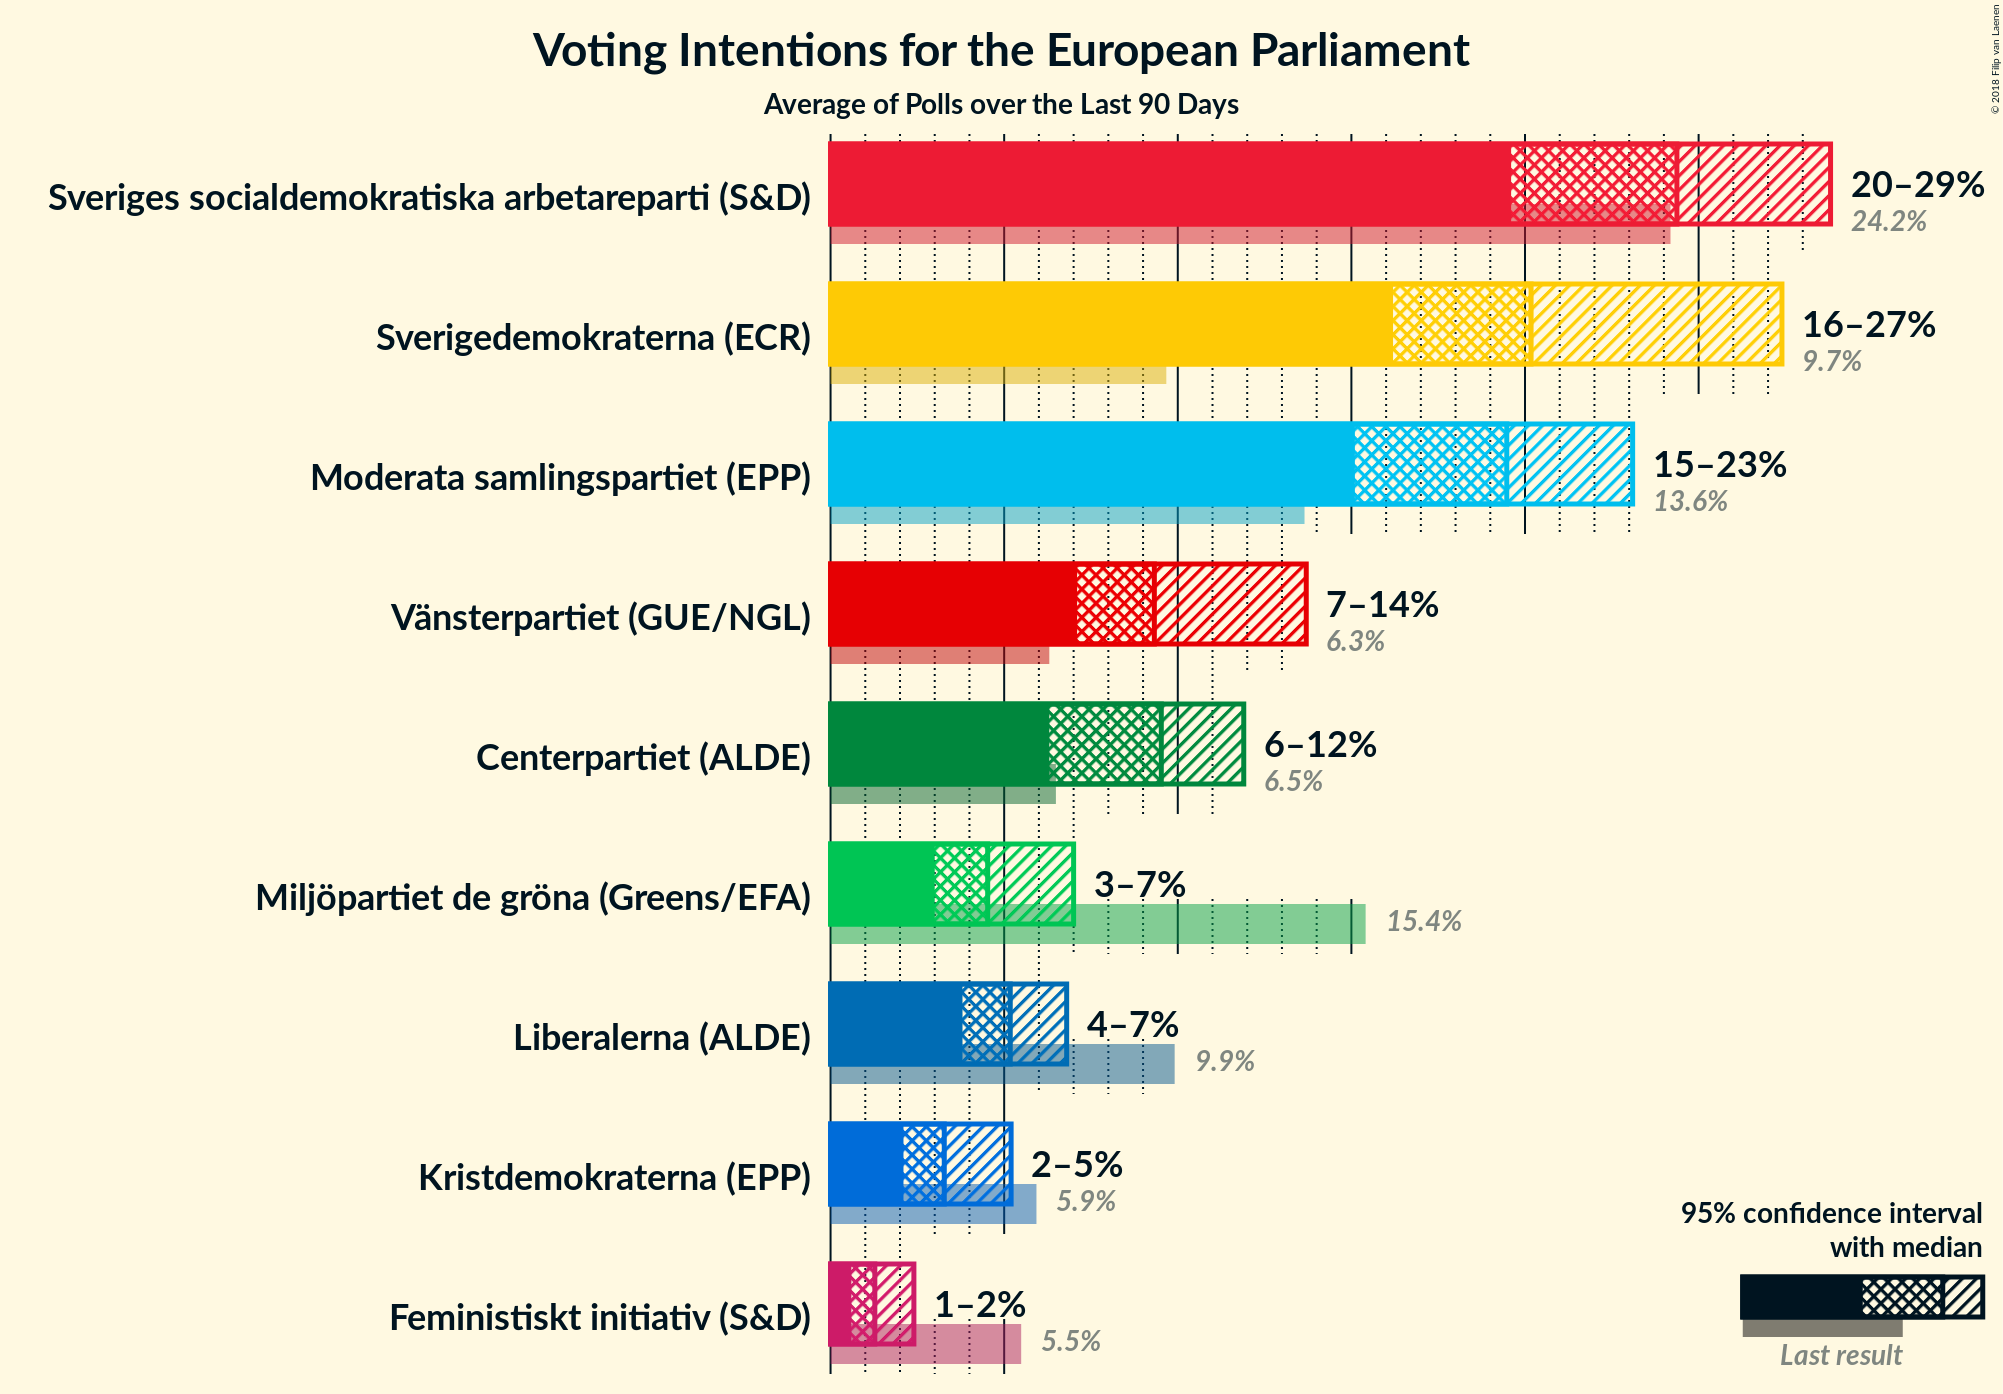 Voting Intentions for the European Parliament
Average of Polls over the Last 90 Days
© 2018 Filip van Laenen
Sveriges socialdemokratiska arbetareparti (S&D)
20–29%
24.2%
Sverigedemokraterna (ECR)
16–27%
9.7%
Moderata samlingspartiet (EPP)
15–23%
13.6%
Vänsterpartiet (GUE/NGL)
7–14%
6.3%
Centerpartiet (ALDE)
6–12%
6.5%
Miljöpartiet de gröna (Greens/EFA)
3–7%
15.4%
Liberalerna (ALDE)
4–7%
9.9%
Kristdemokraterna (EPP)
2–5%
5.9%
Feministiskt initiativ (S&D)
1–2%
5.5%
95% confidence interval
with median
Last result